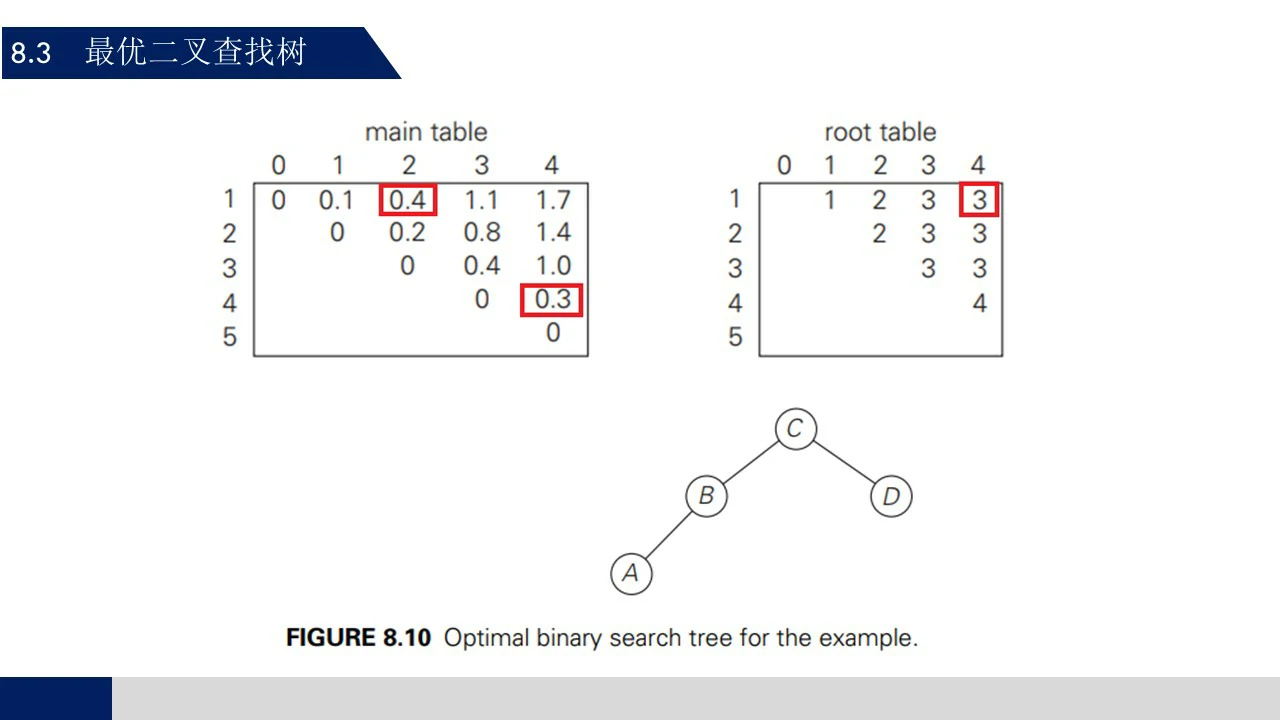 8.3 最优二叉查找树
main table
0 1 2 3 4
1 0 0.1 0.4 1.1 1.7
2 0 0.2 0.8 1.4
3 0 0.4 1.0
4 0 0.3
5 0
root table
0 1 2 3 4
1 1 2 3 3
2 2 3 3
3 3 3
4 4
5
C
B D
A
FIGURE 8.10 Optimal binary search tree for the example.